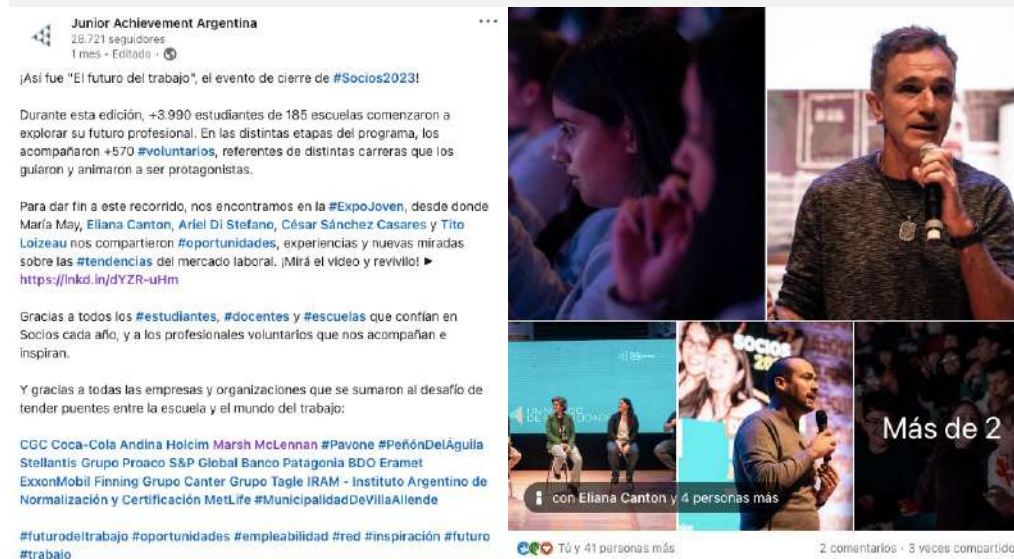 Junior Achievement Argentina
28.721 seguidores
1 mes • Editado •
¡Así fue "El futuro del trabajo", el evento de cierre de #Socios2023!
Durante esta edición, +3.990 estudiantes de 185 escuelas comenzaron a
explorar su futuro profesional. En las distintas etapas del programa, los
acompañaron +570 #voluntarios, referentes de distintas carreras que los
guiaron y animaron a ser protagonistas.
Para dar fin a este recorrido, nos encontramos en la #ExpoJoven, desde donde
María May, Eliana Canton, Ariel Di Stefano, César Sánchez Casares y Tito
Loizeau nos compartieron #oportunidades, experiencias y nuevas miradas
sobre las #tendencias del mercado laboral. ¡Mirá el video y revivilo! ►
https://lnkd.in/dYZR-uHm
Gracias a todos los #estudiantes, #docentes y #escuelas que confían en
Socios cada año, y a los profesionales voluntarios que nos acompañan e
inspiran.
Y gracias a todas las empresas y organizaciones que se sumaron al desafío de
tender puentes entre la escuela y el mundo del trabajo:
CGC Coca-Cola Andina Holcim Marsh McLennan #Pavone #PeñónDelÁguila
Stellantis Grupo Proaco S&P Global Banco Patagonia BDO Eramet
ExxonMobil Finning Grupo Canter Grupo Tagle IRAM - Instituto Argentino de
Normalización y Certificación MetLife #MunicipalidadDeVillaAllende
#futurodeltrabajo #oportunidades #empleabilidad #red #inspiración #futuro
#trabajo
SOCIOS
Más de 2
con Eliana Canton y 4 personas más
Tú y 41 personas más
2 comentarios · 3 veces compartido